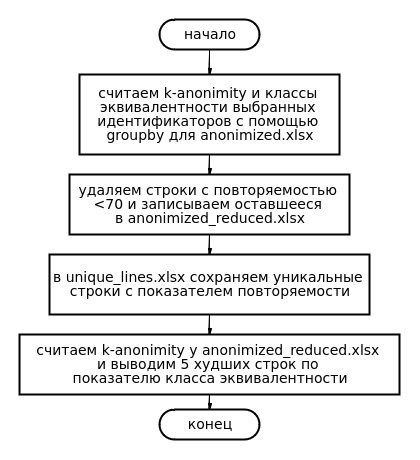 начало
считаем k-anonimity и классы
эквивалентности выбранных
идентификаторов с помощью
groupby для anonimized.xlsx
удаляем строки с повторяемостью
<70 и записываем оставшееся
в anonimized_reduced.xlsx
в unique_lines.xlsx сохраняем уникальные
строки с показателем повторяемости
считаем k-anonimity у anonimized_reduced.xlsx
и выводим 5 худших строк по
показателю класса эквивалентности
конец